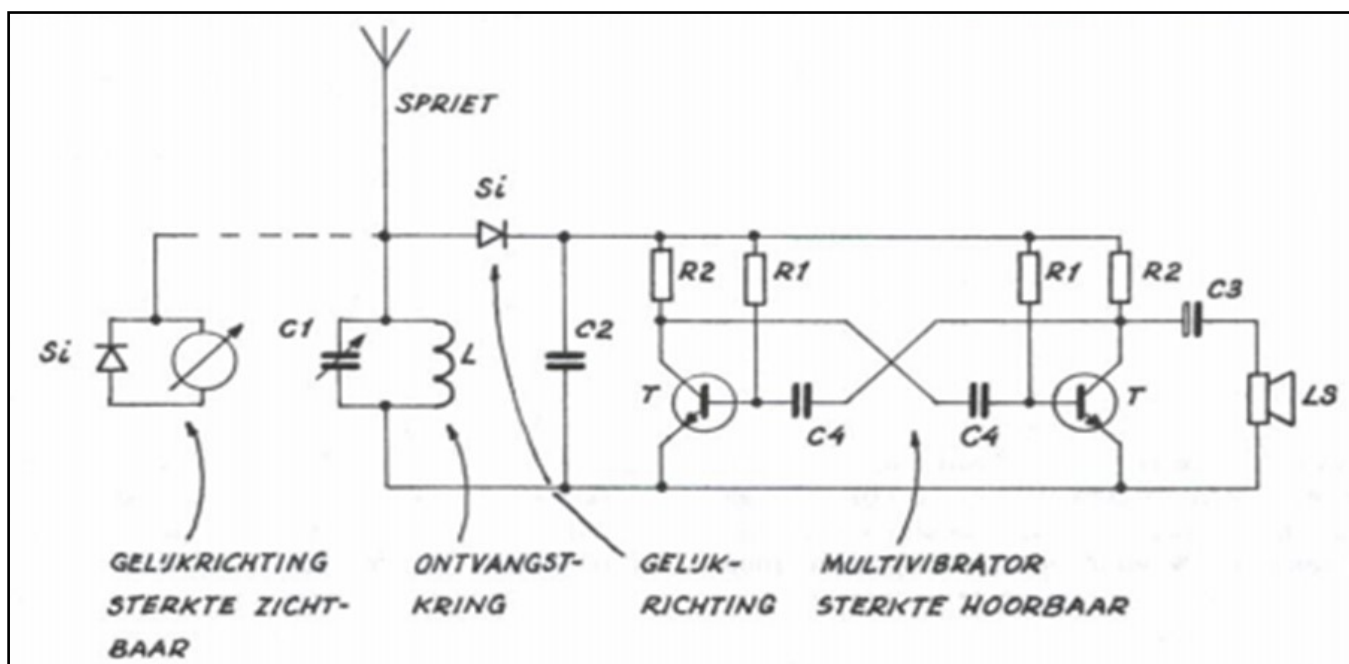 SPRIET
Si
R2
R1
R1
R2
C3
Si
C1
L
C2
T
C4
C4
T
LS
GELIJKRICHTING
STERKTE ZICHT-
BAAR
ONTVANGST-
KRING
GELIJK-
RICHTING
MULTIVIBRATOR
STERKTE HOORBAAR